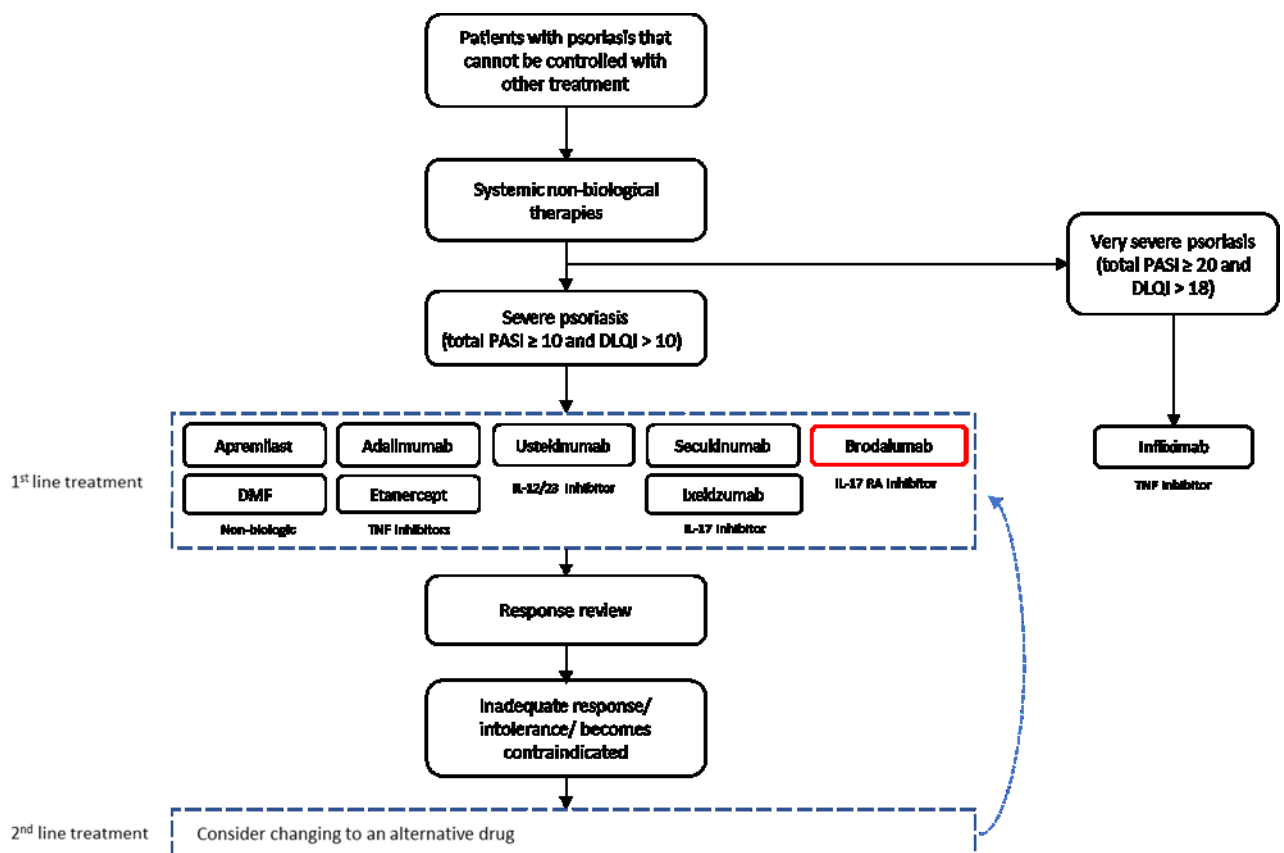 Patients with psoriasis that
cannot be controlled with
other treatment
Systemic non-biological
therapies
Very severe psoriasis
(total PASI ≥ 20 and
DLQI > 18)
Severe psoriasis
(total PASI ≥ 10 and DLQI > 10)
1st line treatment
Apremilast
DMF
Non-biologic
Adalimumab
Etanercept
TNF Inhibitors
Ustekinumab
IL-12/23 Inhibitor
Secukinumab
Ixekizumab
IL-17 Inhibitor
Brodalumab
IL-17 RA Inhibitor
Infliximab
TNF Inhibitor
Response review
Inadequate response/
intolerance/ becomes
contraindicated
2nd line treatment
Consider changing to an alternative drug